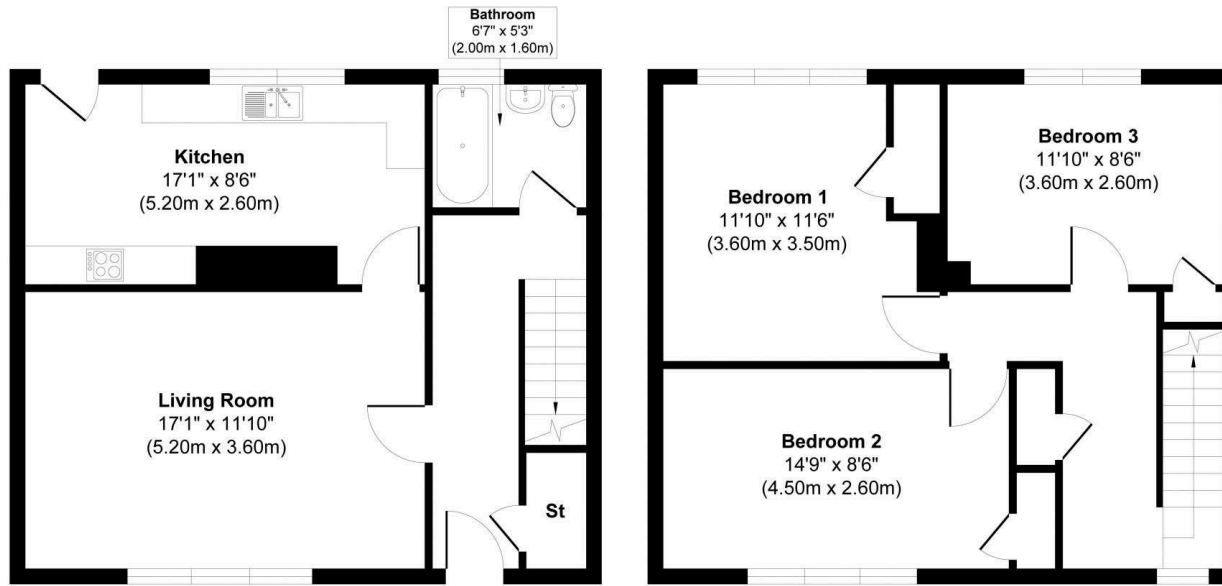 Bathroom
6'7" x 5'3"
(2.00m x 1.60m)
Kitchen
17'1" x 8'6"
(5.20m x 2.60m)
Living Room
17'1" x 11'10"
(5.20m x 3.60m)
St
Bedroom 1
11'10" x 11'6"
(3.60m x 3.50m)
Bedroom 3
11'10" x 8'6"
(3.60m x 2.60m)
Bedroom 2
14'9" x 8'6"
(4.50m x 2.60m)